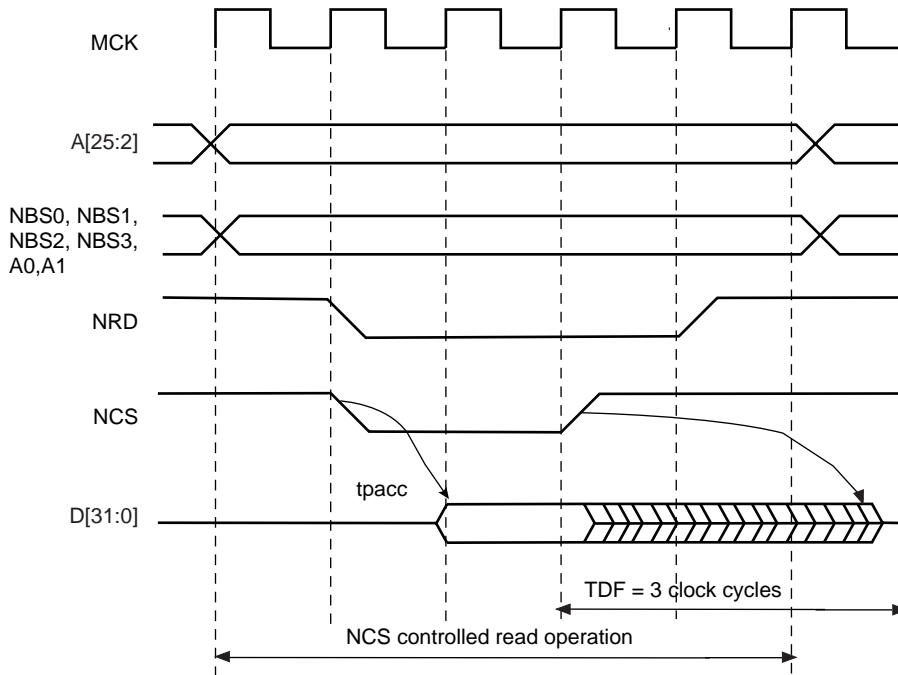 MCK
A[25:2]
NBS0, NBS1,
NBS2, NBS3,
A0,A1
NRD
NCS
tpacc
D[31:0]
TDF = 3 clock cycles
NCS controlled read operation